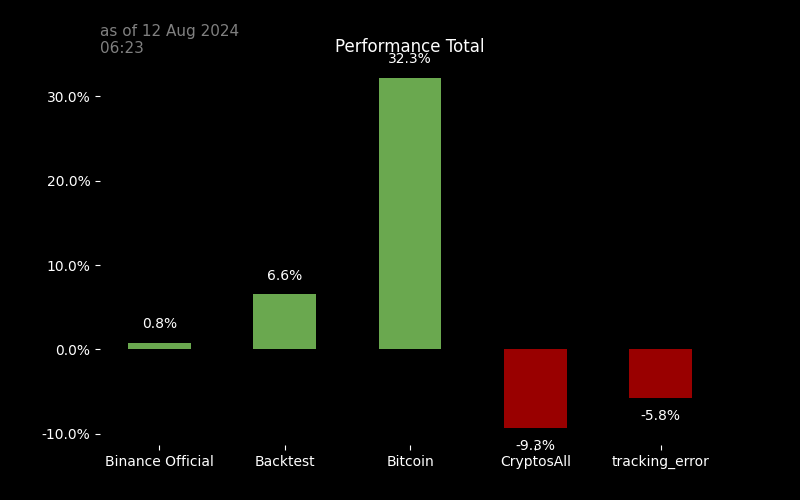 as of 12 Aug 2024
06:23
Performance Total
32.3%
30.0%
20.0%
10.0%
6.6%
0.8%
0.0%
-5.8%
-10.0%
-9.3%
Binance Official
Backtest
Bitcoin
CryptosAll
tracking_error